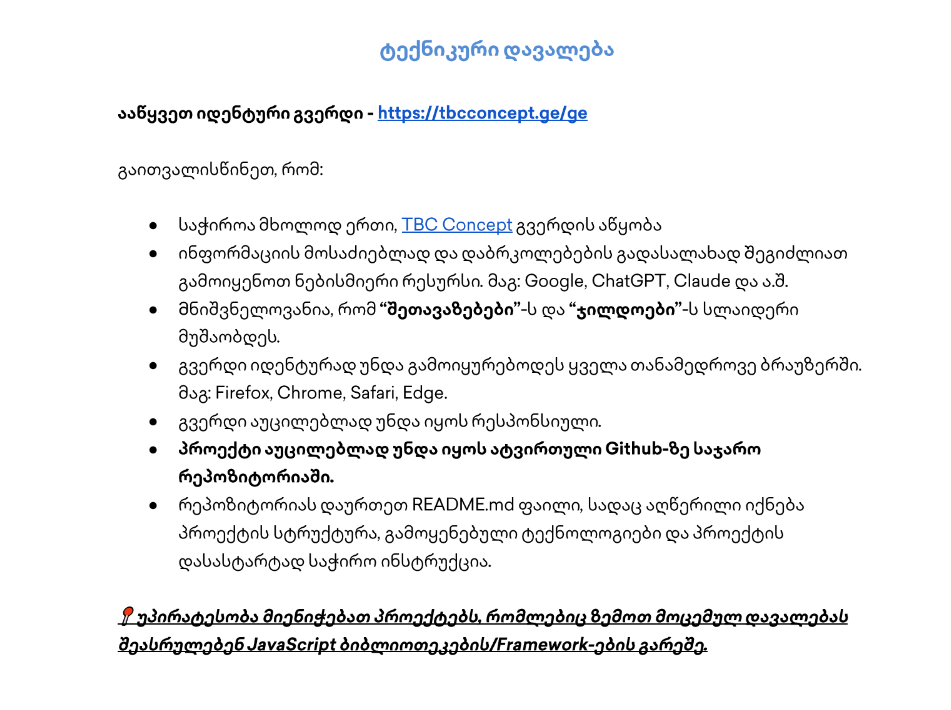 ტექნიკური დავალება
ააწყვეთ იდენტური გვერდი - https://tbcconcept.ge/ge
გაითვალისწინეთ, რომ:
● საჭიროა მხოლოდ ერთი, TBC Concept გვერდის აწყობა
● ინფორმაციის მოსაძიებლად და დაბრკოლებების გადასალახად შეგიძლიათ
გამოიყენოთ ნებისმიერი რესურსი. მაგ: Google, ChatGPT, Claude და ა.შ.
● მნიშვნელოვანია, რომ “შეთავაზებები”-ს და “ჯილდოები”-ს სლაიდერი
მუშაობდეს.
● გვერდი იდენტურად უნდა გამოიყურებოდეს ყველა თანამედროვე ბრაუზერში.
მაგ: Firefox, Chrome, Safari, Edge.
● გვერდი აუცილებლად უნდა იყოს რესპონსიული.
● პროექტი აუცილებლად უნდა იყოს ატვირთული Github-ზე საჯარო
რეპოზიტორიაში.
● რეპოზიტორიას დაურთეთ README.md ფაილი, სადაც აღწერილი იქნება
პროექტის სტრუქტურა, გამოყენებული ტექნოლოგიები და პროექტის
დასასტარტად საჭირო ინსტრუქცია.
📍უპირატესობა მიენიჭებათ პროექტებს, რომლებიც ზემოთ მოცემულ დავალებას
შეასრულებენ JavaScript ბიბლიოთეკების/Framework-ების გარეშე.